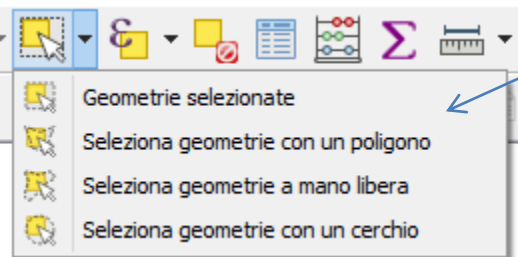 Geometrie selezionate
Seleziona geometrie con un poligono
Seleziona geometrie a mano libera
Seleziona geometrie con un cerchio